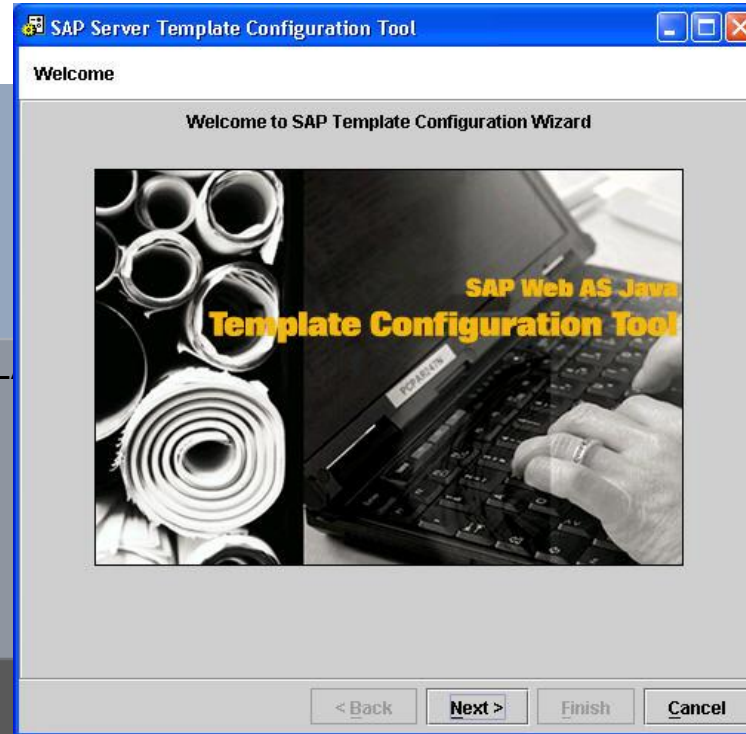 SAP Server Template Configuration Tool
Welcome
Welcome to SAP Template Configuration Wizard
SAP Web AS Java
Template Configuration Tool
PCPAR247N
< Back
Next >
Finish
Cancel